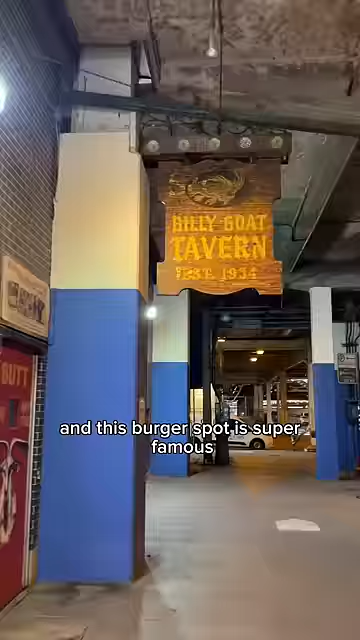 BILLY GOAT
TAVERN
EST. 1934
BUTT
and this burger spot is super
famous